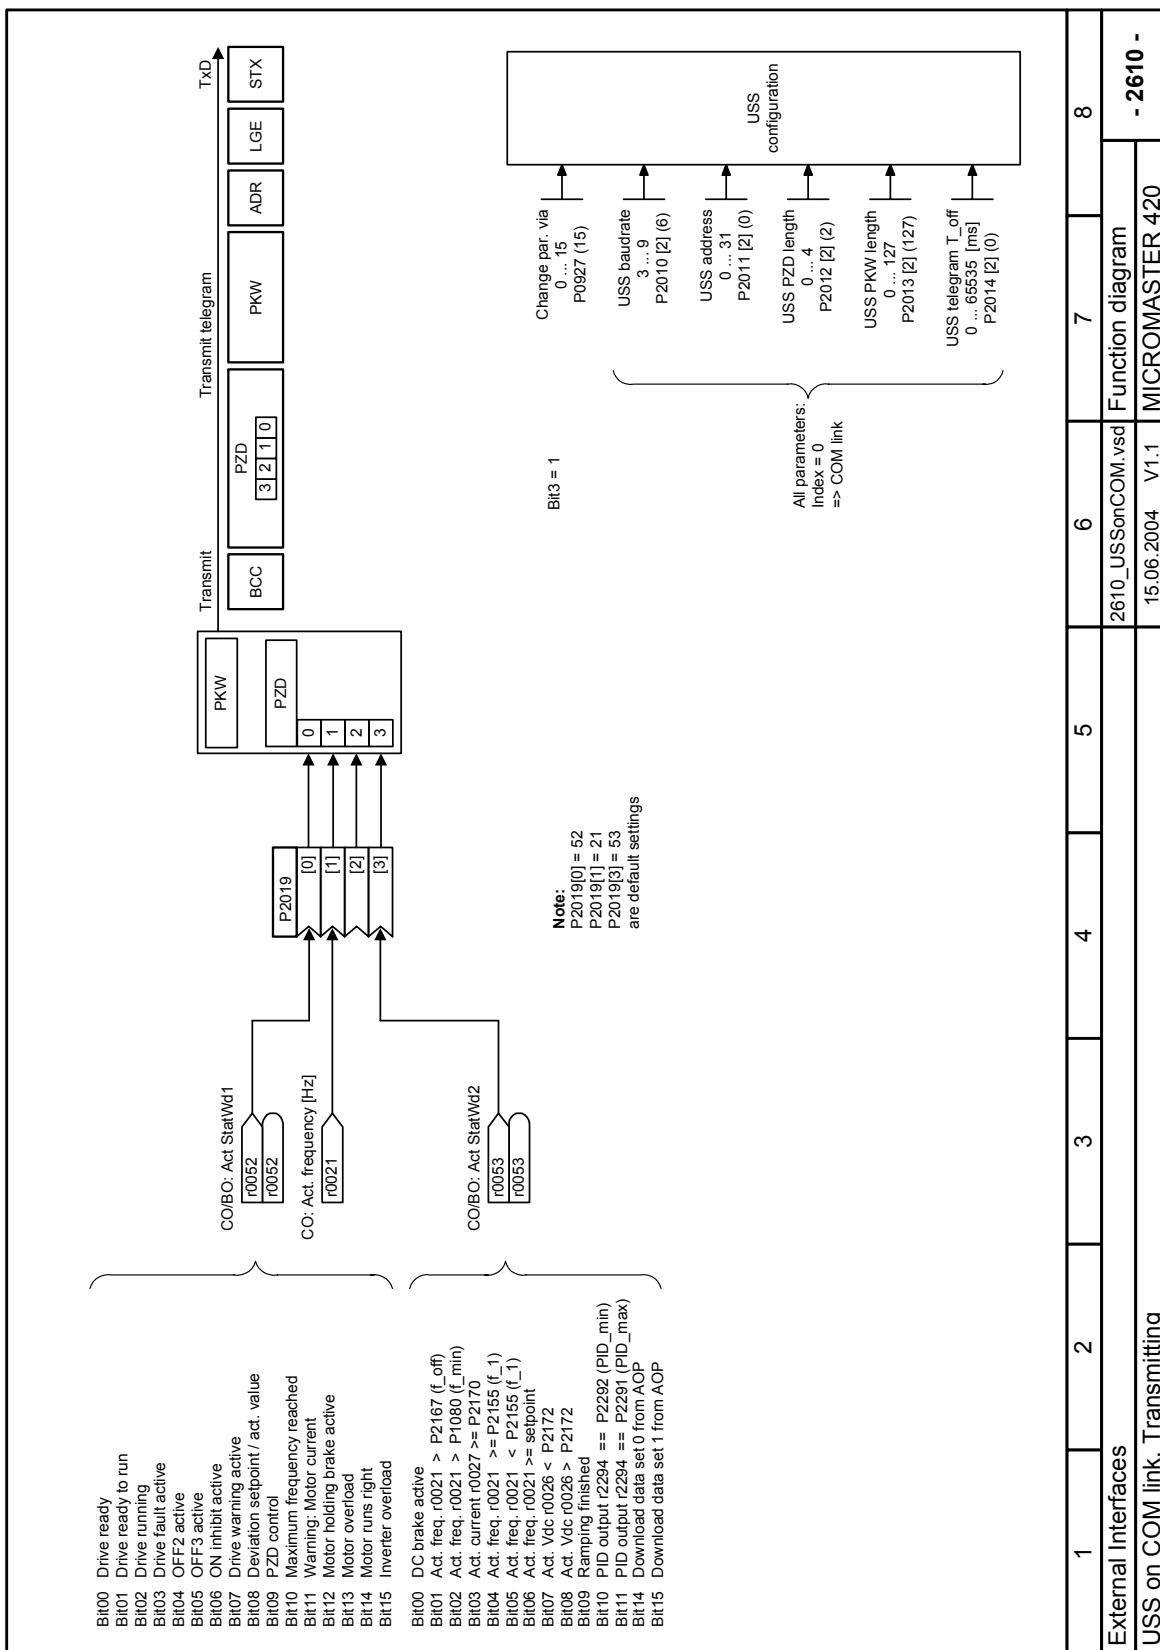 Bit00 Drive ready
Bit01 Drive ready to run
Bit02 Drive running
Bit03 Drive fault active
Bit04 OFF2 active
Bit05 OFF3 active
Bit06 ON inhibit active
Bit07 Drive warning active
Bit08 Deviation setpoint / act. value
Bit09 PZD control
Bit10 Maximum frequency reached
Bit11 Warning: Motor current
Bit12 Motor holding brake active
Bit13 Motor overload
Bit14 Motor runs right
Bit15 Inverter overload
Bit00 DC brake active
Bit01 Act. freq. r0021 > P2167 (f_off)
Bit02 Act. freq. r0021 > P1080 (f_min)
Bit03 Act. current r0027 >= P2170
Bit04 Act. freq. r0021 >= P2155 (f_1)
Bit05 Act. freq. r0021 < P2155 (f_1)
Bit06 Act. freq. r0021 >= setpoint
Bit07 Act. Vdc r0026 < P2172
Bit08 Act. Vdc r0026 > P2172
Bit09 Ramping finished
Bit10 PID output r2294 == P2292 (PID_min)
Bit11 PID output r2294 == P2291 (PID_max)
Bit14 Download data set 0 from AOP
Bit15 Download data set 1 from AOP
CO/BO: Act StatWd1
r0052
r0052
CO: Act. frequency [Hz]
r0021
CO/BO: Act StatWd2
r0053
r0053
P2019
[0]
[1]
[2]
[3]
Note:
P2019[0] = 52
P2019[1] = 21
P2019[3] = 53
are default settings
PKW
PZD
0
1
2
3
Transmit
Transmit telegram
TxD
BCC
PZD
3 2 1 0
PKW
ADR
LGE
STX
Bit3 = 1
All parameters:
Index = 0
=> COM link
Change par. via
0 ... 15
P0927 (15)
USS baudrate
3 ... 9
P2010 [2] (6)
USS address
0 ... 31
P2011 [2] (0)
USS PZD length
0 ... 4
P2012 [2] (2)
USS PKW length
0 ... 127
P2013 [2] (127)
USS telegram T_off
0 ... 65535 [ms]
P2014 [2] (0)
USS
configuration
1 2 3 4 5 6 7 8
External Interfaces
2610_USSonCOM.vsd
Function diagram
- 2610 -
USS on COM link, Transmitting
15.06.2004 V1.1
MICROMASTER 420